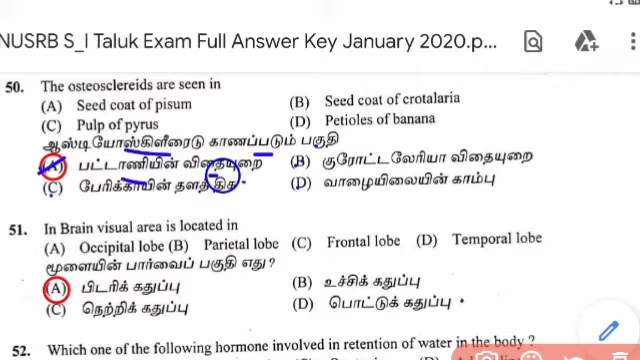 NUSRB S_I Taluk Exam Full Answer Key January 2020.p...
50. The osteosclereids are seen in
(A) Seed coat of pisum (B) Seed coat of crotalaria
(C) Pulp of pyrus (D) Petioles of banana
ஆஸ்டியோஸ்கிளீரைடு காணப்படும் பகுதி
(A) பட்டாணியின் விதையுறை (B) குரோட்டலேரியா விதையுறை
(C) பேரிக்காயின் தளத்திசு (D) வாழையிலையின் காம்பு
51. In Brain visual area is located in
(A) Occipital lobe (B) Parietal lobe (C) Frontal lobe (D) Temporal lobe
மூளையின் பார்வைப் பகுதி எது?
(A) பிடரிக் கதுப்பு (B) உச்சிக் கதுப்பு
(C) நெற்றிக் கதுப்பு (D) பொட்டுக் கதுப்பு
52. Which one of the following hormone involved in retention of water in the body ?